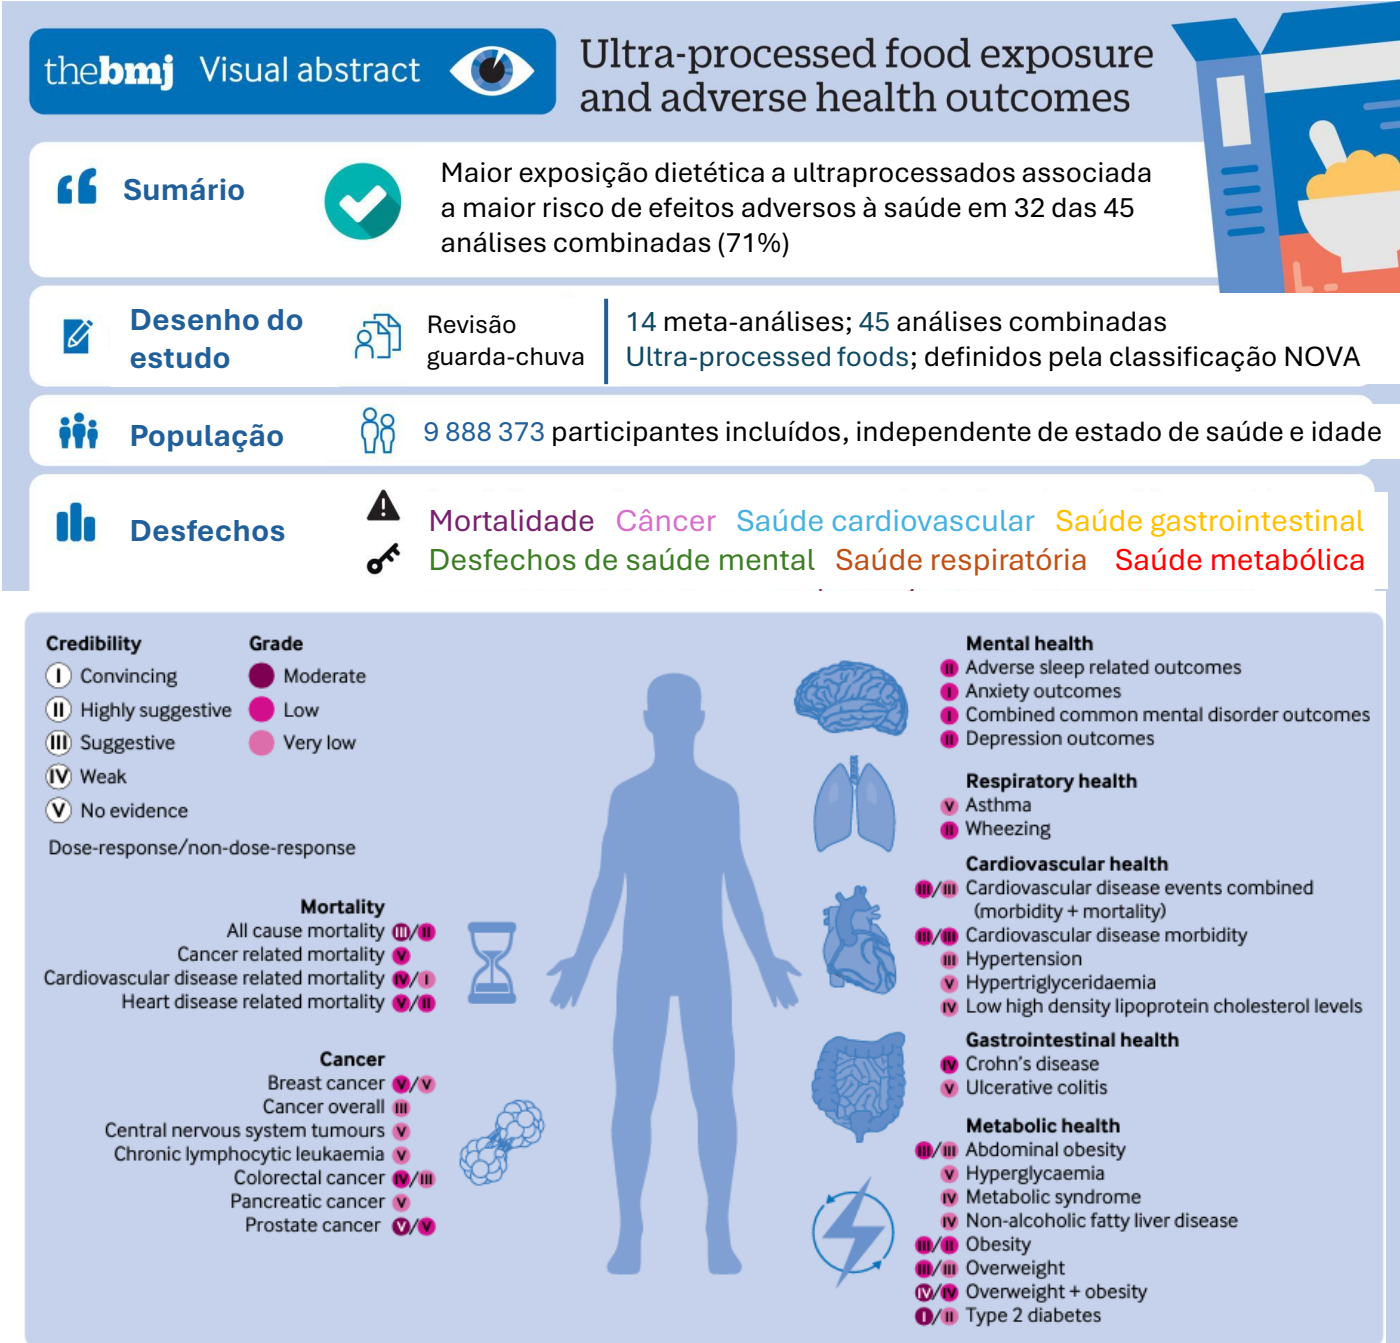 thebmj Visual abstract
Ultra-processed food exposure
and adverse health outcomes
Sumário
Maior exposição dietética a ultraprocessados associada
a maior risco de efeitos adversos à saúde em 32 das 45
análises combinadas (71%)
Desenho do
estudo
Revisão
guarda-chuva
14 meta-análises; 45 análises combinadas
Ultra-processed foods; definidos pela classificação NOVA
População
9 888 373 participantes incluídos, independente de estado de saúde e idade
Desfechos
Mortalidade Câncer Saúde cardiovascular Saúde gastrointestinal
Desfechos de saúde mental Saúde respiratória Saúde metabólica
Credibility
I Convincing
II Highly suggestive
III Suggestive
IV Weak
V No evidence
Grade
Moderate
Low
Very low
Dose-response/non-dose-response
Mortality
All cause mortality III/II
Cancer related mortality V
Cardiovascular disease related mortality IV/I
Heart disease related mortality V/II
Cancer
Breast cancer V/V
Cancer overall III
Central nervous system tumours V
Chronic lymphocytic leukaemia V
Colorectal cancer IV/III
Pancreatic cancer V
Prostate cancer V/V
Mental health
II Adverse sleep related outcomes
I Anxiety outcomes
I Combined common mental disorder outcomes
II Depression outcomes
Respiratory health
V Asthma
II Wheezing
Cardiovascular health
III/III Cardiovascular disease events combined
(morbidity + mortality)
III/III Cardiovascular disease morbidity
III Hypertension
V Hypertriglyceridaemia
IV Low high density lipoprotein cholesterol levels
Gastrointestinal health
IV Crohn's disease
V Ulcerative colitis
Metabolic health
III/III Abdominal obesity
V Hyperglycaemia
IV Metabolic syndrome
IV Non-alcoholic fatty liver disease
III/II Obesity
III/III Overweight
IV/IV Overweight + obesity
I/II Type 2 diabetes